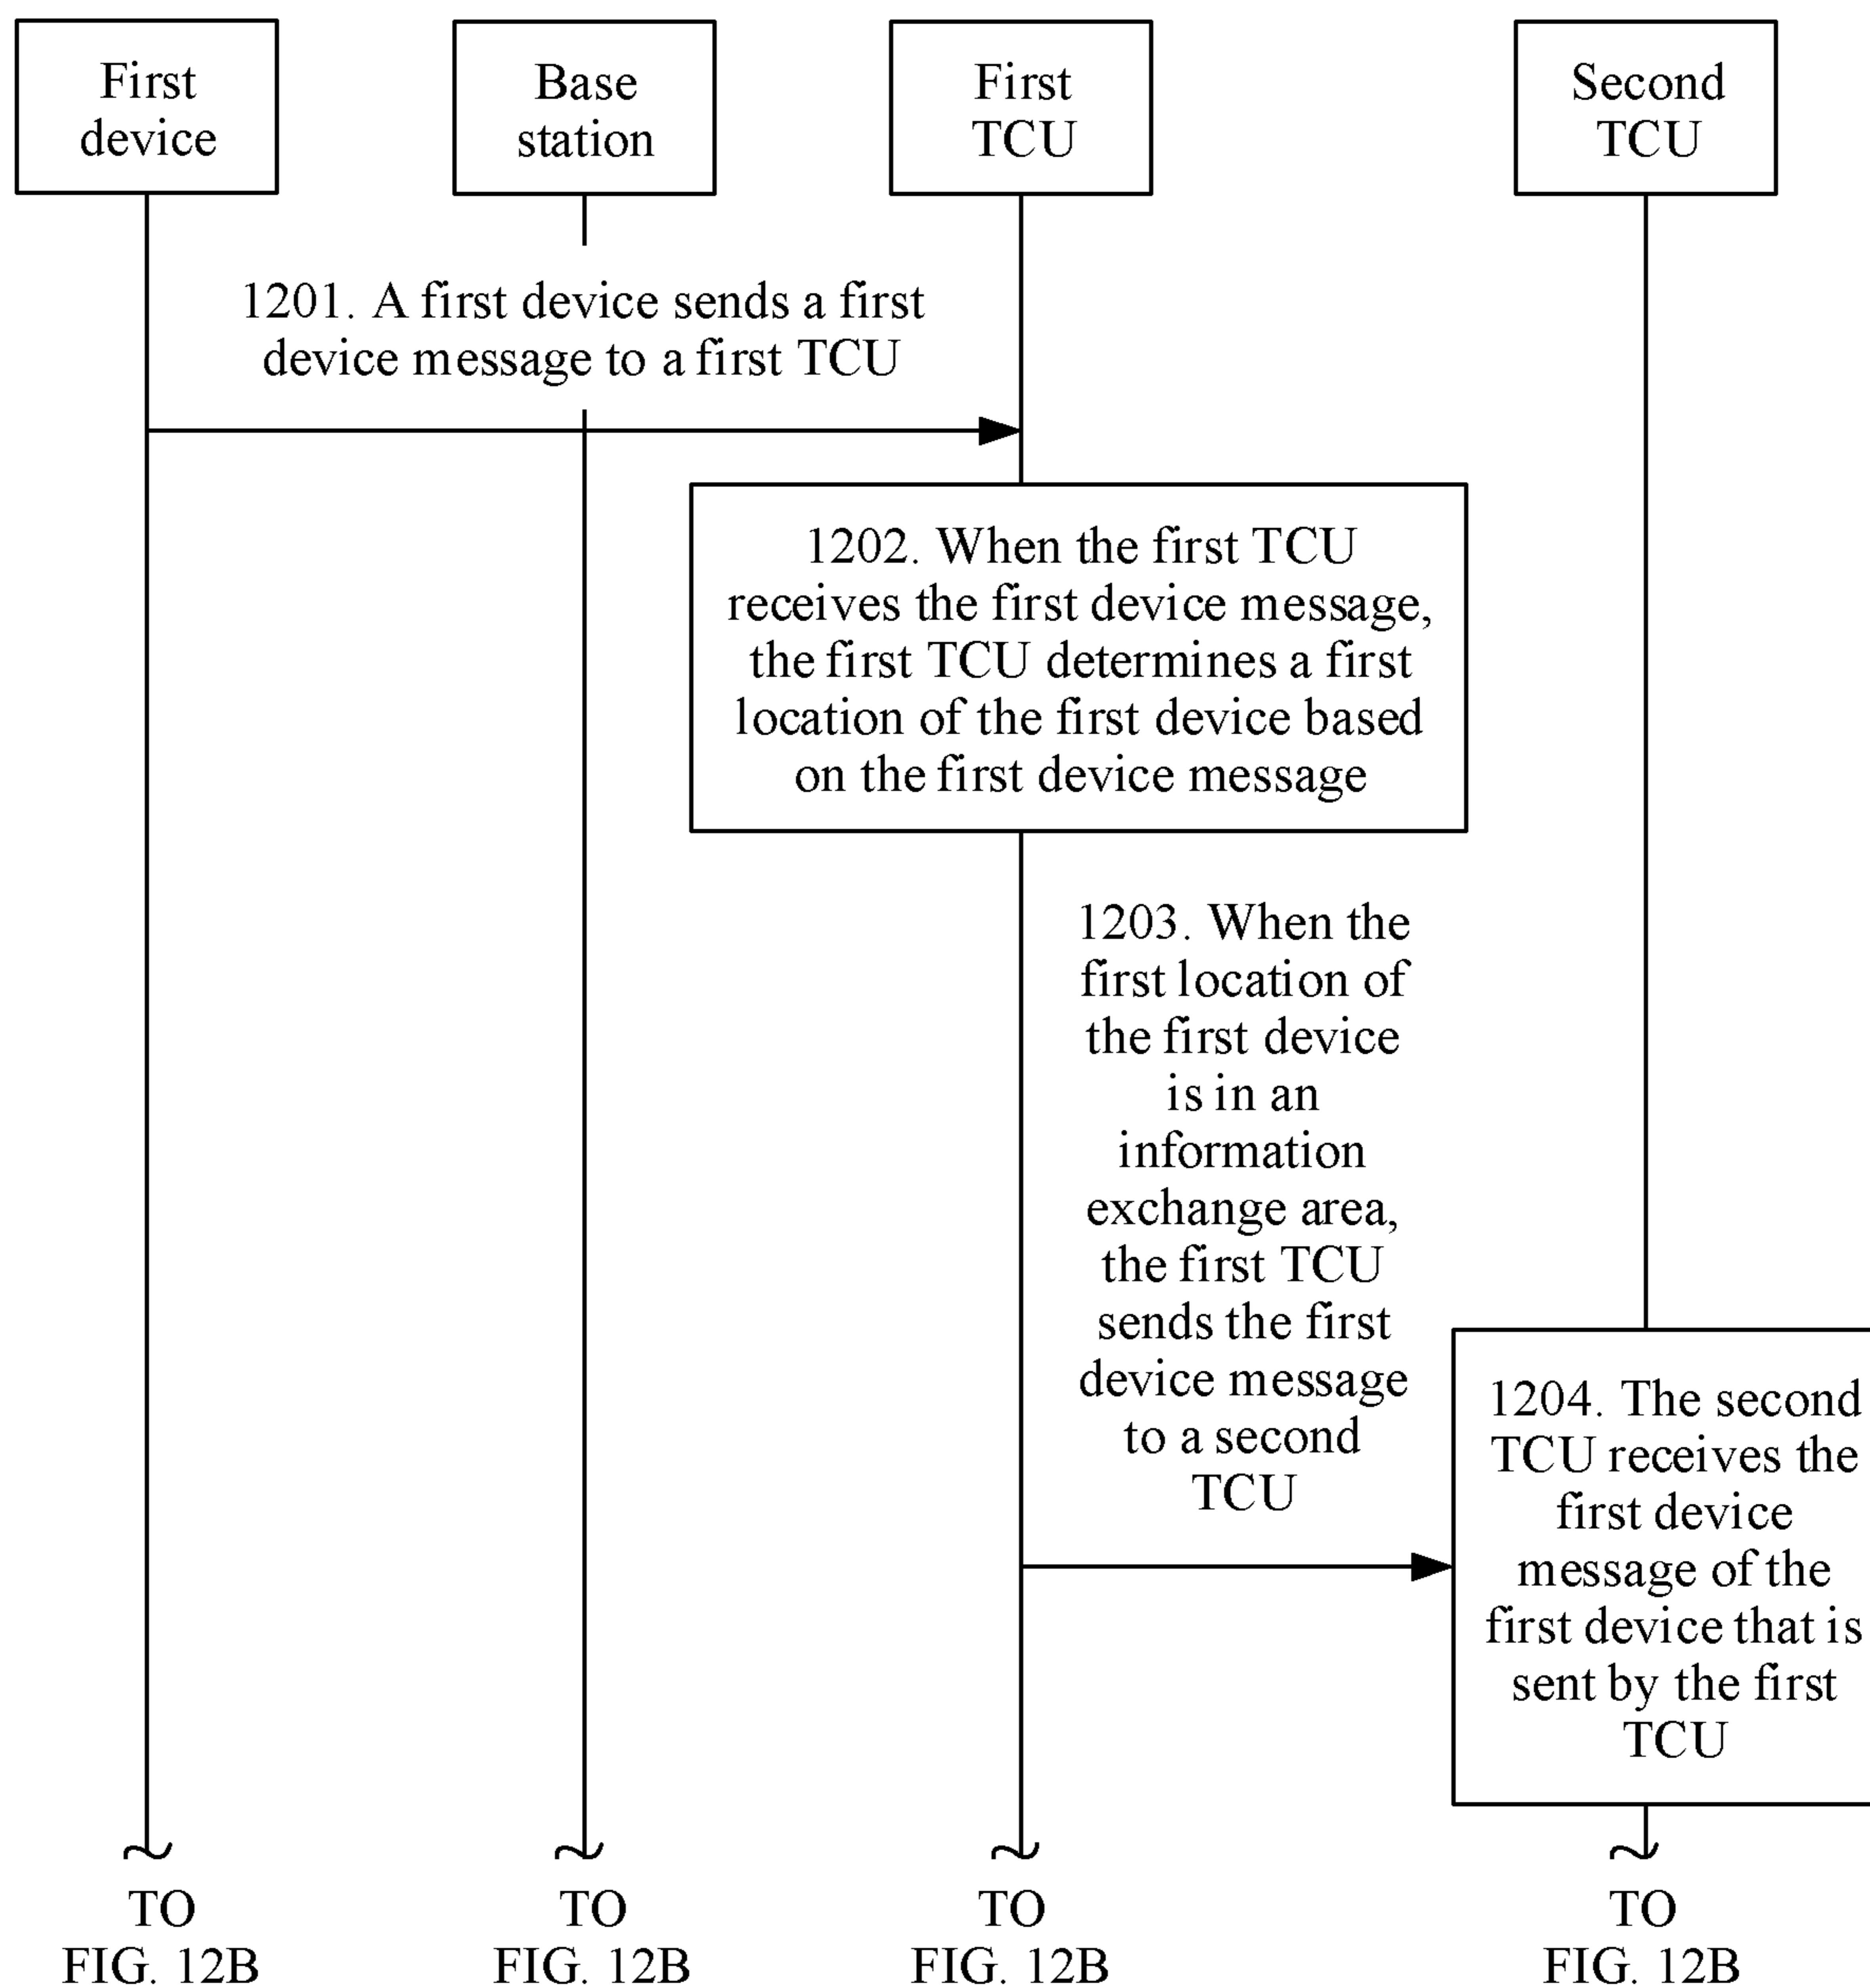 First
device
Base
station
First
TCU
Second
TCU
1201. A first device sends a first
device message to a first TCU
1202. When the first TCU
receives the first device message,
the first TCU determines a first
location of the first device based
on the first device message
1203. When the
first location of
the first device
is in an
information
exchange area,
the first TCU
sends the first
device message
to a second
TCU
1204. The second
TCU receives the
first device
message of the
first device that is
sent by the first
TCU
TO
FIG. 12B
TO
FIG. 12B
TO
FIG. 12B
TO
FIG. 12B